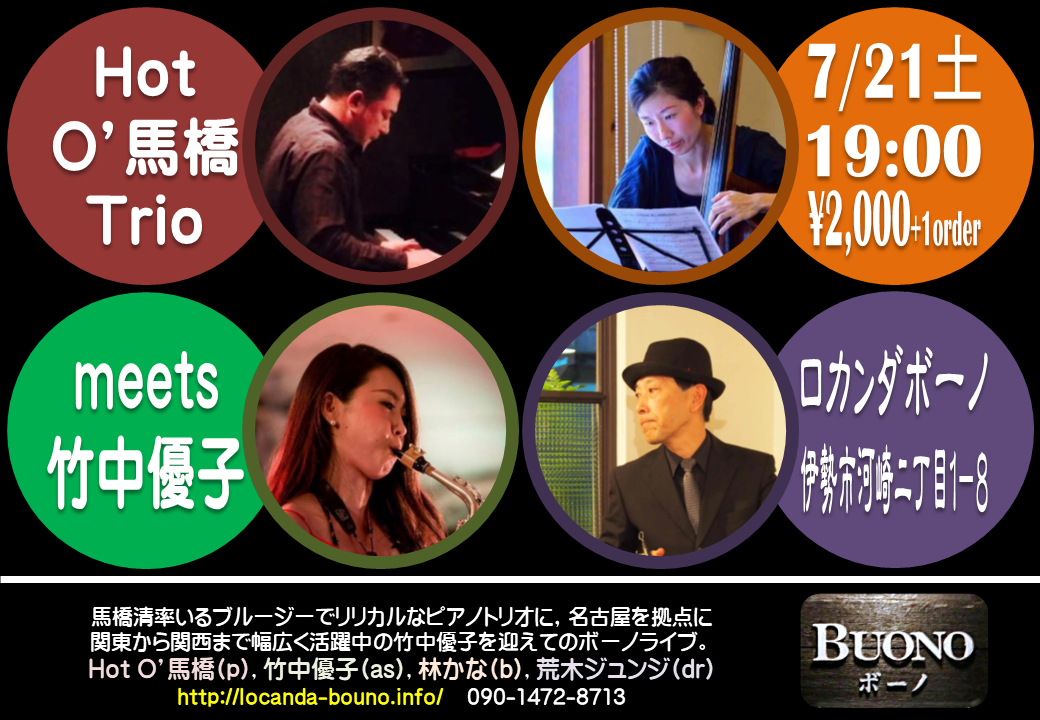 Hot
O’馬橋
Trio
7/21土
19:00
¥2,000+1order
meets
竹中優子
ロカンダボーノ
伊勢市河崎二丁目1−8
馬橋清率いるブルージーでリリカルなピアノトリオに，名古屋を拠点に
関東から関西まで幅広く活躍中の竹中優子を迎えてのボーノライブ。
Hot O’馬橋(p)，竹中優子(as)，林かな(b)，荒木ジュンジ(dr)
http://locanda-bouno.info/ 090-1472-8713
BUONO
ボーノ